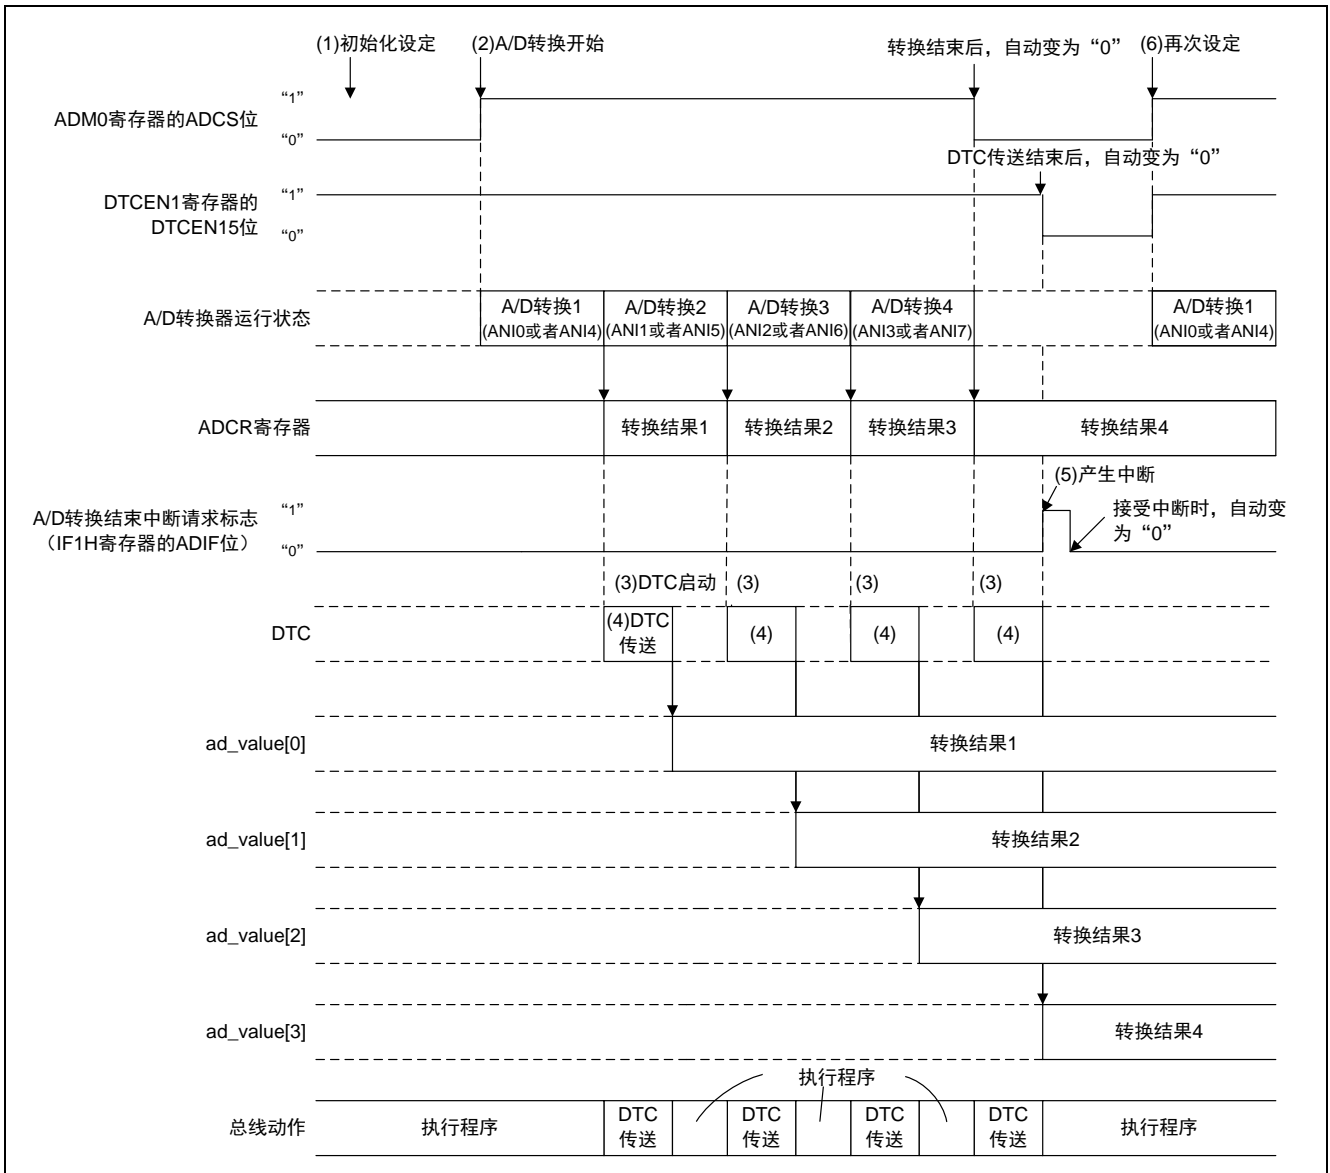 (1)初始化设定
(2)A/D转换开始
转换结束后，自动变为“0”
(6)再次设定
ADM0寄存器的ADCS位
“1”
“0”
DTC传送结束后，自动变为“0”
DTCEN1寄存器的
DTCEN15位
“1”
“0”
A/D转换器运行状态
A/D转换1
(ANI0或者ANI4)
A/D转换2
(ANI1或者ANI5)
A/D转换3
(ANI2或者ANI6)
A/D转换4
(ANI3或者ANI7)
A/D转换1
(ANI0或者ANI4)
ADCR寄存器
转换结果1
转换结果2
转换结果3
转换结果4
(5)产生中断
A/D转换结束中断请求标志
（IF1H寄存器的ADIF位）
“1”
“0”
接受中断时，自动变
为“0”
(3)DTC启动
(3)
(3)
(3)
DTC
(4)DTC
传送
(4)
(4)
(4)
ad_value[0]
转换结果1
ad_value[1]
转换结果2
ad_value[2]
转换结果3
ad_value[3]
转换结果4
执行程序
总线动作
执行程序
DTC
传送
DTC
传送
DTC
传送
DTC
传送
执行程序